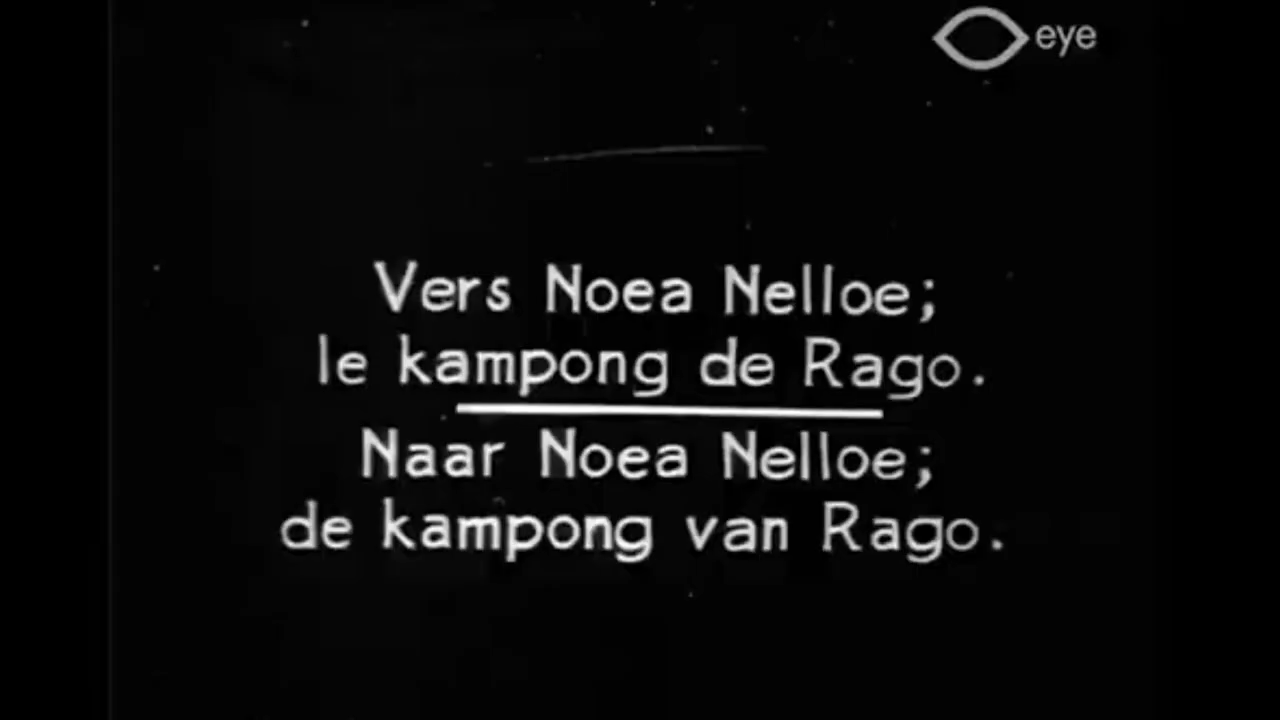 eye
Vers Noea Nelloe;
le kampong de Rago.
Naar Noea Nelloe;
de kampong van Rago.